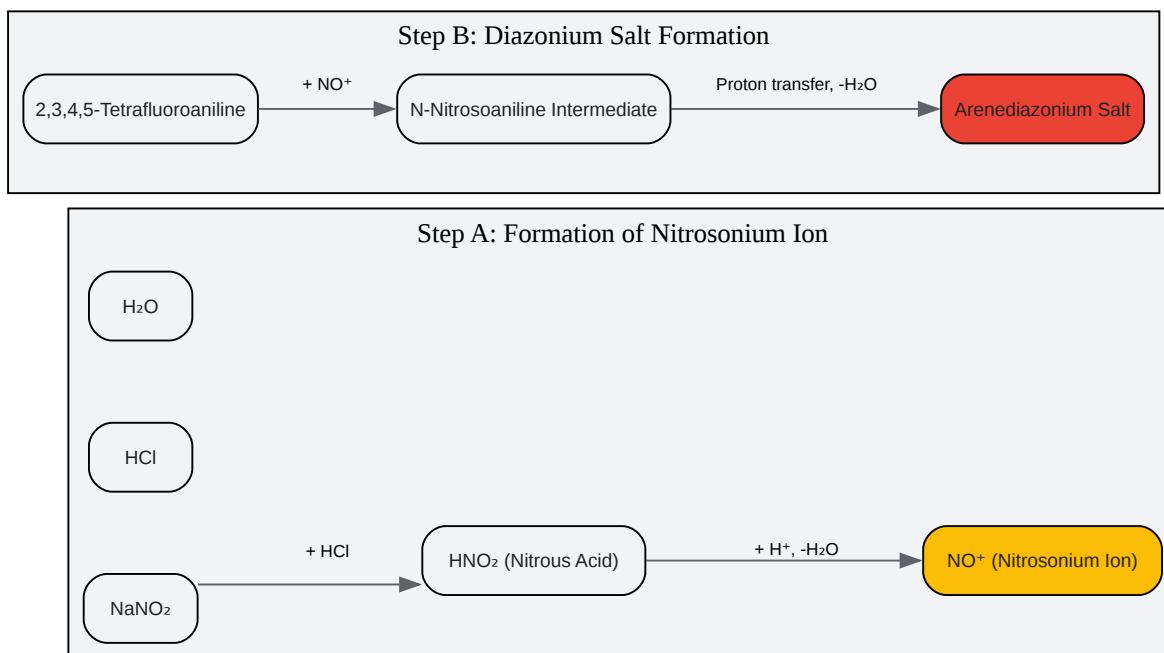 Step B: Diazonium Salt Formation
2,3,4,5-Tetrafluoroaniline
+ NO⁺
N-Nitrosoaniline Intermediate
Proton transfer, -H₂O
Arenediazonium Salt
Step A: Formation of Nitrosonium Ion
H₂O
HCl
NaNO₂
+ HCl
HNO₂ (Nitrous Acid)
+ H⁺, -H₂O
NO⁺ (Nitrosonium Ion)